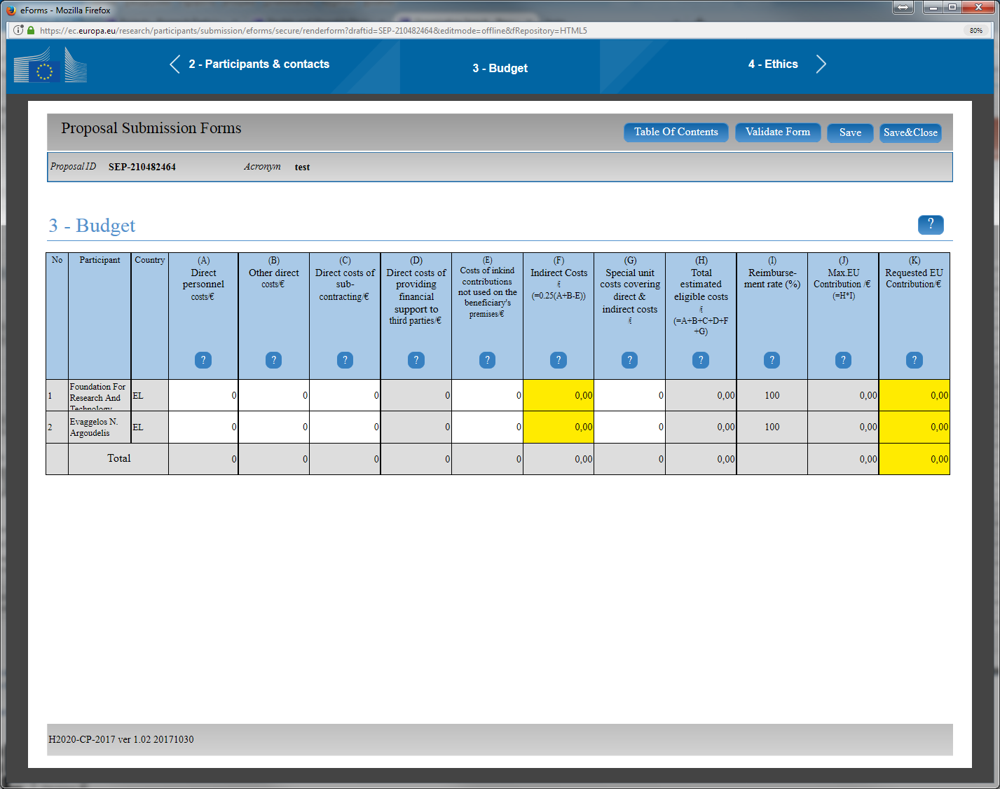 eForms - Mozilla Firefox
https://ec.europa.eu/research/participants/submission/eforms/secure/renderform?draftid=SEP-210482464&editmode=offline&fRepository=HTML5
80%
2 - Participants & contacts
3 - Budget
4 - Ethics
Proposal Submission Forms
Table Of Contents
Validate Form
Save
Save&Close
Proposal ID SEP-210482464 Acronym test
3 - Budget
?
No
Participant
Country
(A)
Direct
personnel
costs/€
?
(B)
Other direct
costs/€
?
(C)
Direct costs of
sub-
contracting/€
?
(D)
Direct costs of
providing
financial
support to
third parties/€
?
(E)
Costs of inkind
contributions
not used on the
beneficiary's
premises/€
?
(F)
Indirect Costs
€
(=0.25(A+B-E))
?
(G)
Special unit
costs covering
direct &
indirect costs
€
?
(H)
Total
estimated
eligible costs
€
(=A+B+C+D+F
+G)
?
(I)
Reimburse-
ment rate (%)
?
(J)
Max.EU
Contribution /€
(=H*I)
?
(K)
Requested EU
Contribution/€
?
1
Foundation For
Research And
Technology
EL 0 0 0 0 0 0,00 0 0,00 100 0,00 0,00
2
Evaggelos N.
Argoudelis
EL 0 0 0 0 0 0,00 0 0,00 100 0,00 0,00
Total 0 0 0 0 0 0,00 0 0,00 0,00 0,00
H2020-CP-2017 ver 1.02 20171030